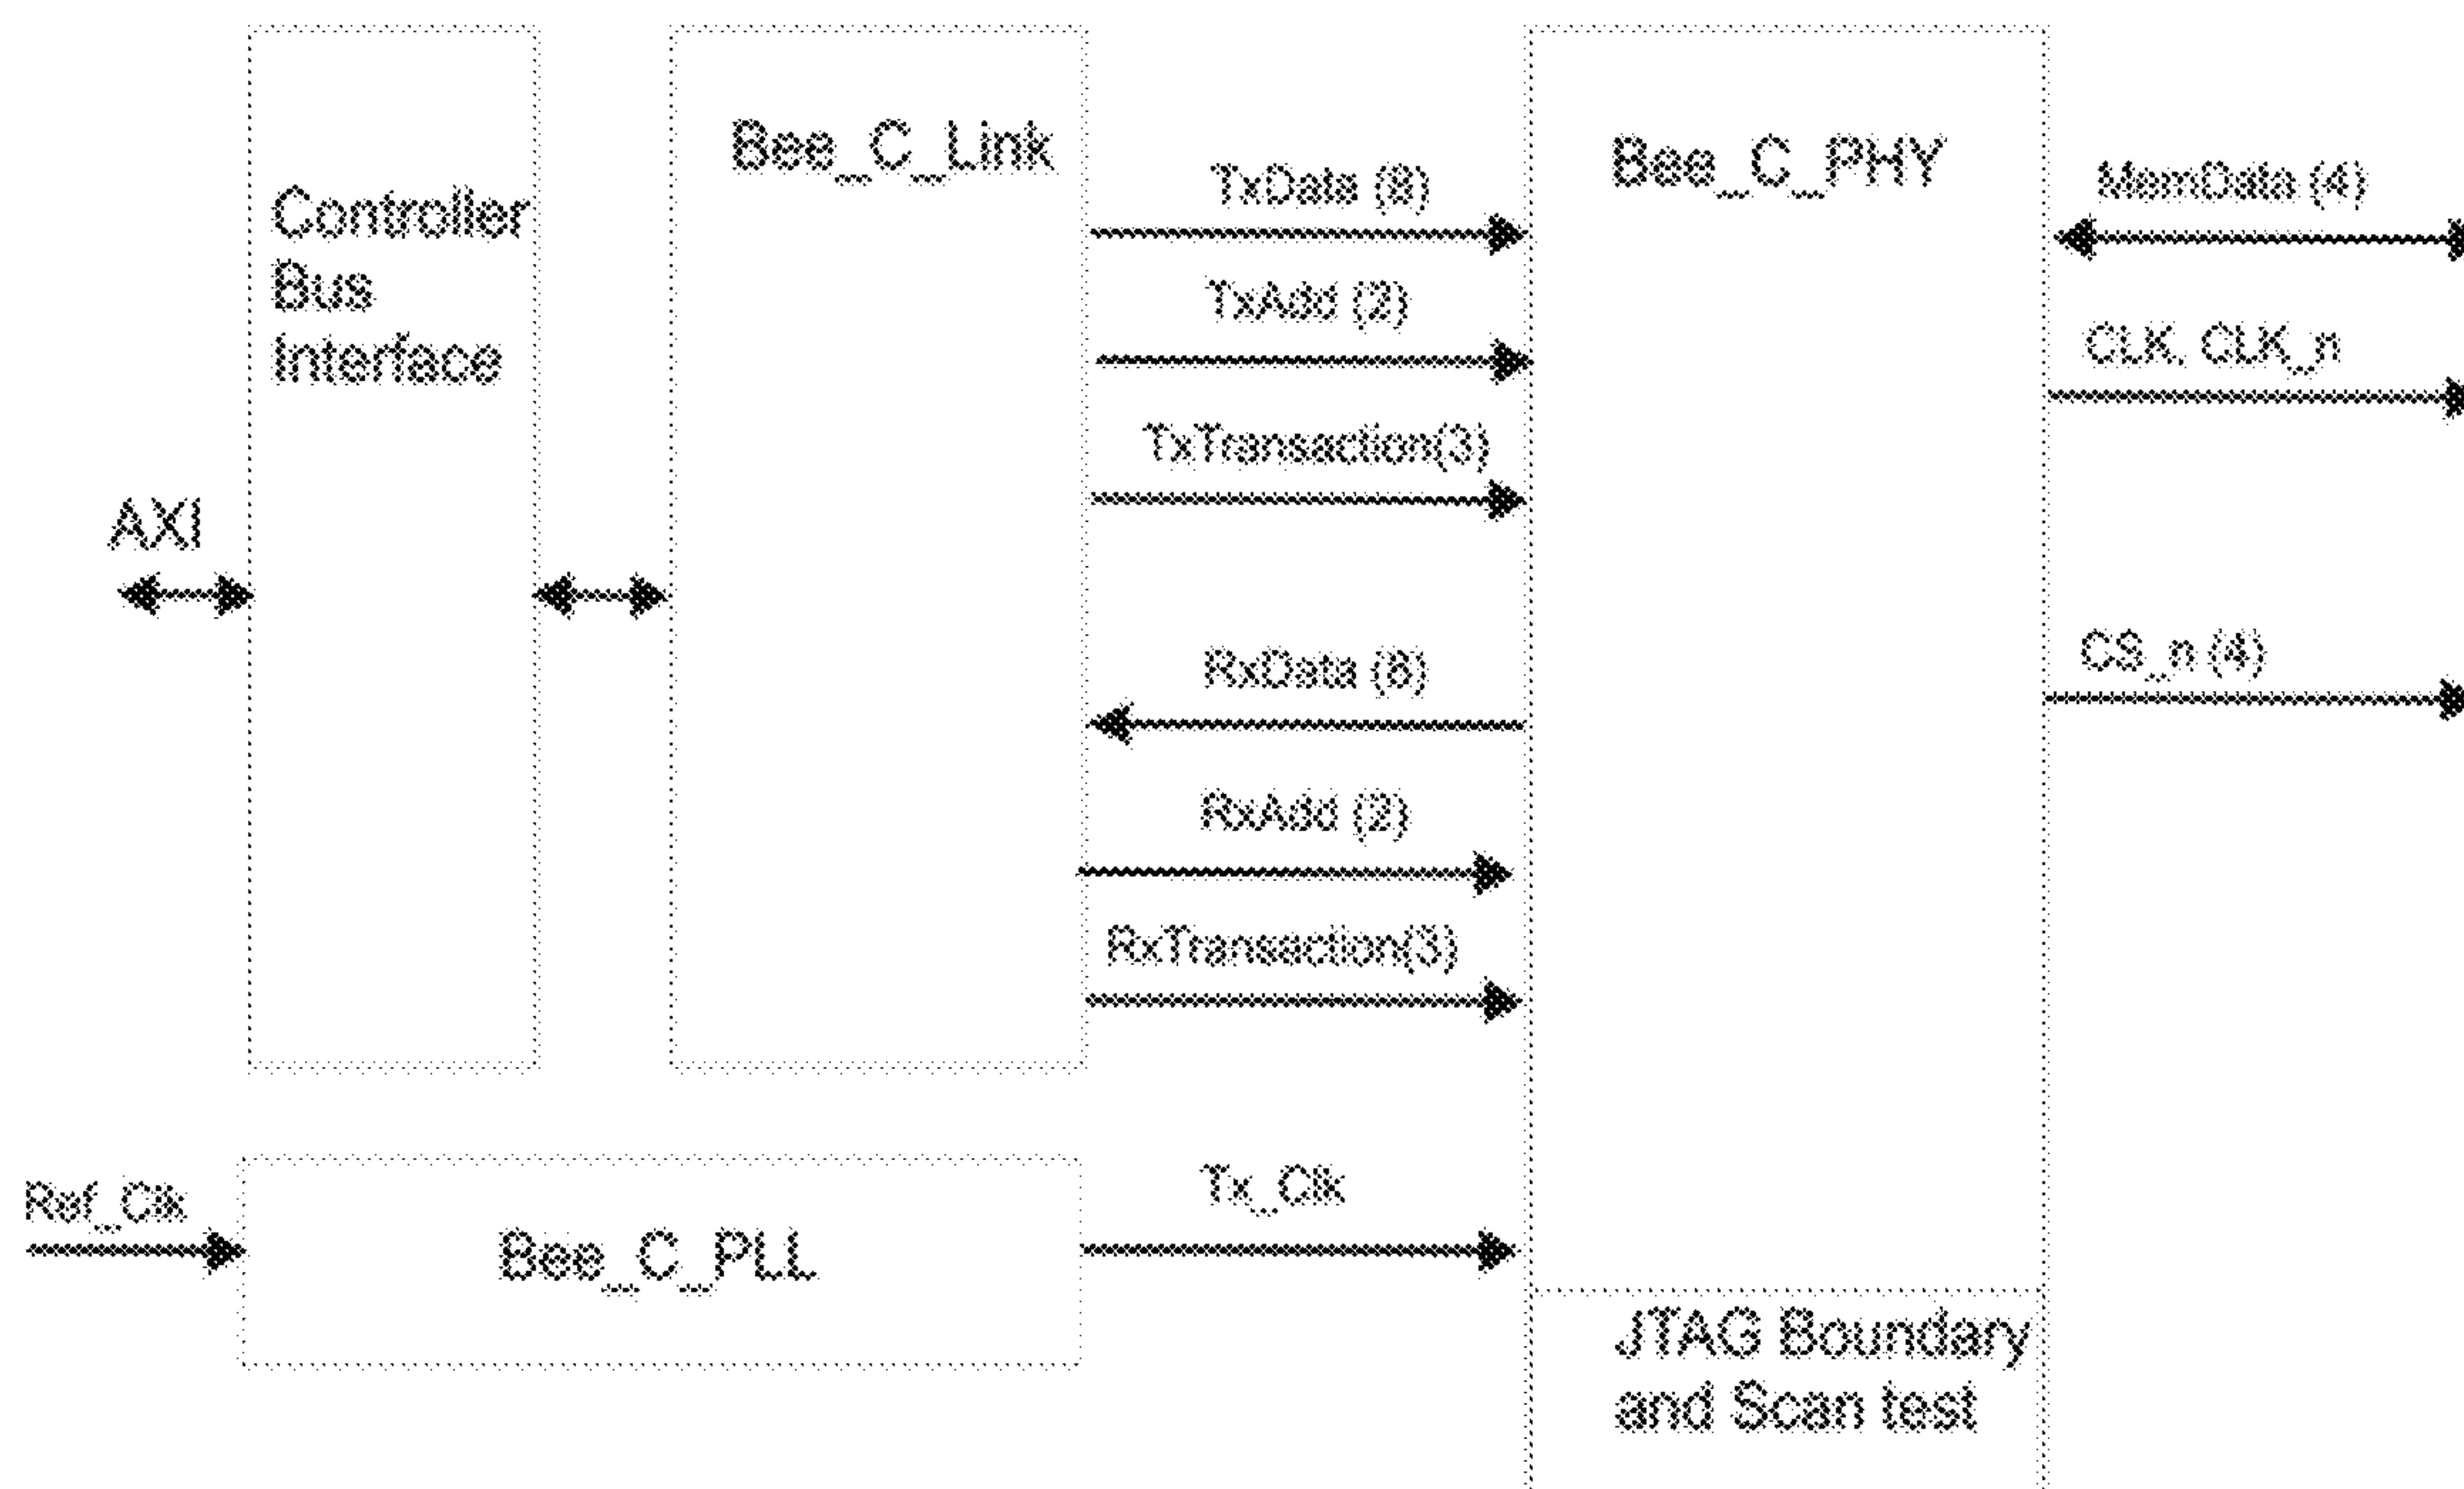 Bee_C_Link
Bee_C_PHY
Controller
Bus
Interface
TxData (8)
TxAdd (2)
TxTransaction(3)
RxData (8)
RxAdd (2)
RxTransaction(3)
MemData (4)
CLK, CLK_n
CS_n (4)
AXI
Ref_Clk
Bee_C_PLL
Tx_Clk
JTAG Boundary
and Scan test